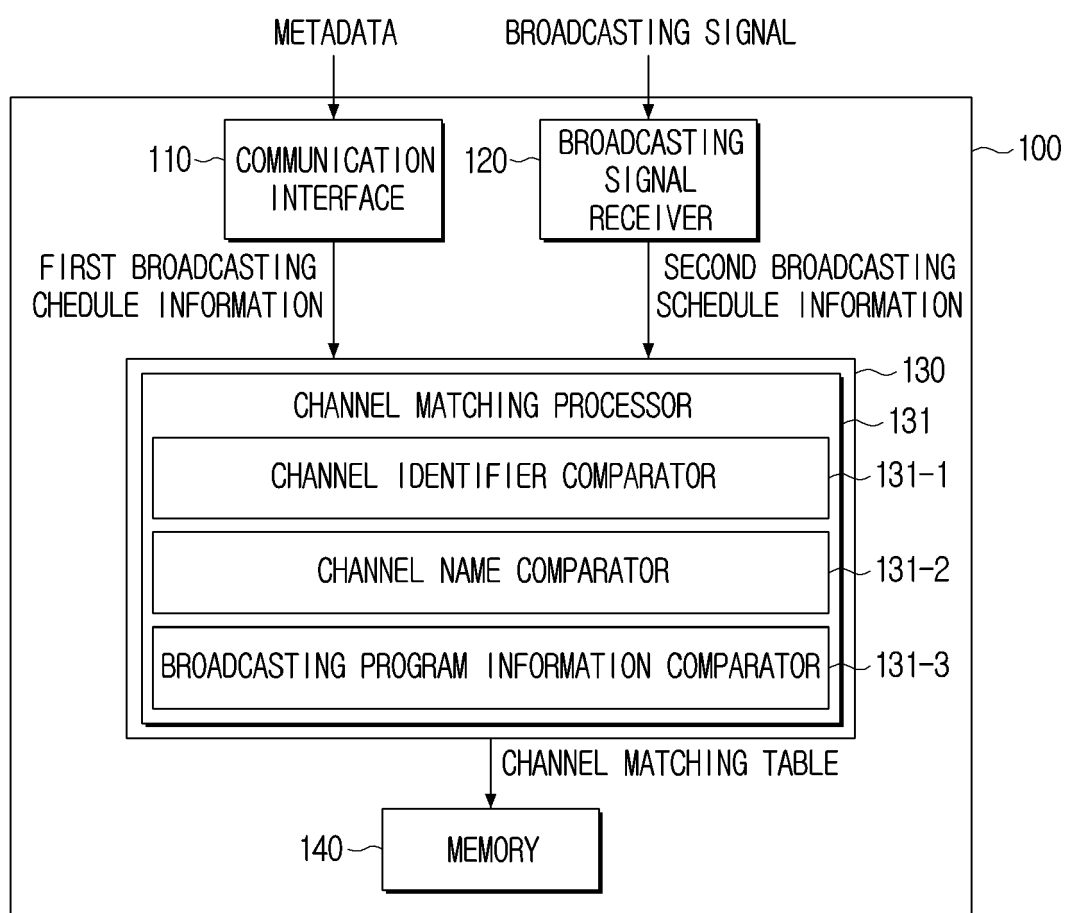 METADATA
BROADCASTING SIGNAL
110
COMMUNICATION
INTERFACE
120
BROADCASTING
SIGNAL
RECEIVER
100
FIRST BROADCASTING
CHEDULE INFORMATION
SECOND BROADCASTING
SCHEDULE INFORMATION
130
CHANNEL MATCHING PROCESSOR
131
CHANNEL IDENTIFIER COMPARATOR
131-1
CHANNEL NAME COMPARATOR
131-2
BROADCASTING PROGRAM INFORMATION COMPARATOR
131-3
CHANNEL MATCHING TABLE
140
MEMORY